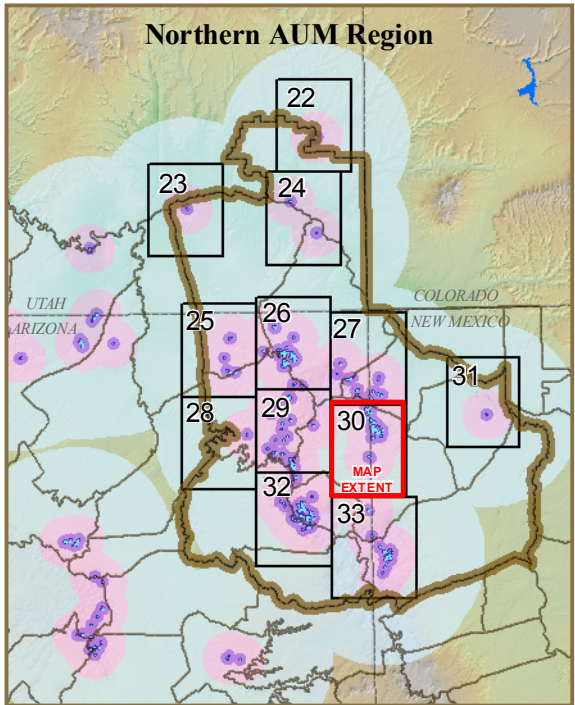 Northern AUM Region
22
23
24
UTAH
ARIZONA
COLORADO
NEW MEXICO
25
26
27
31
28
29
30
MAP
EXTENT
32
33